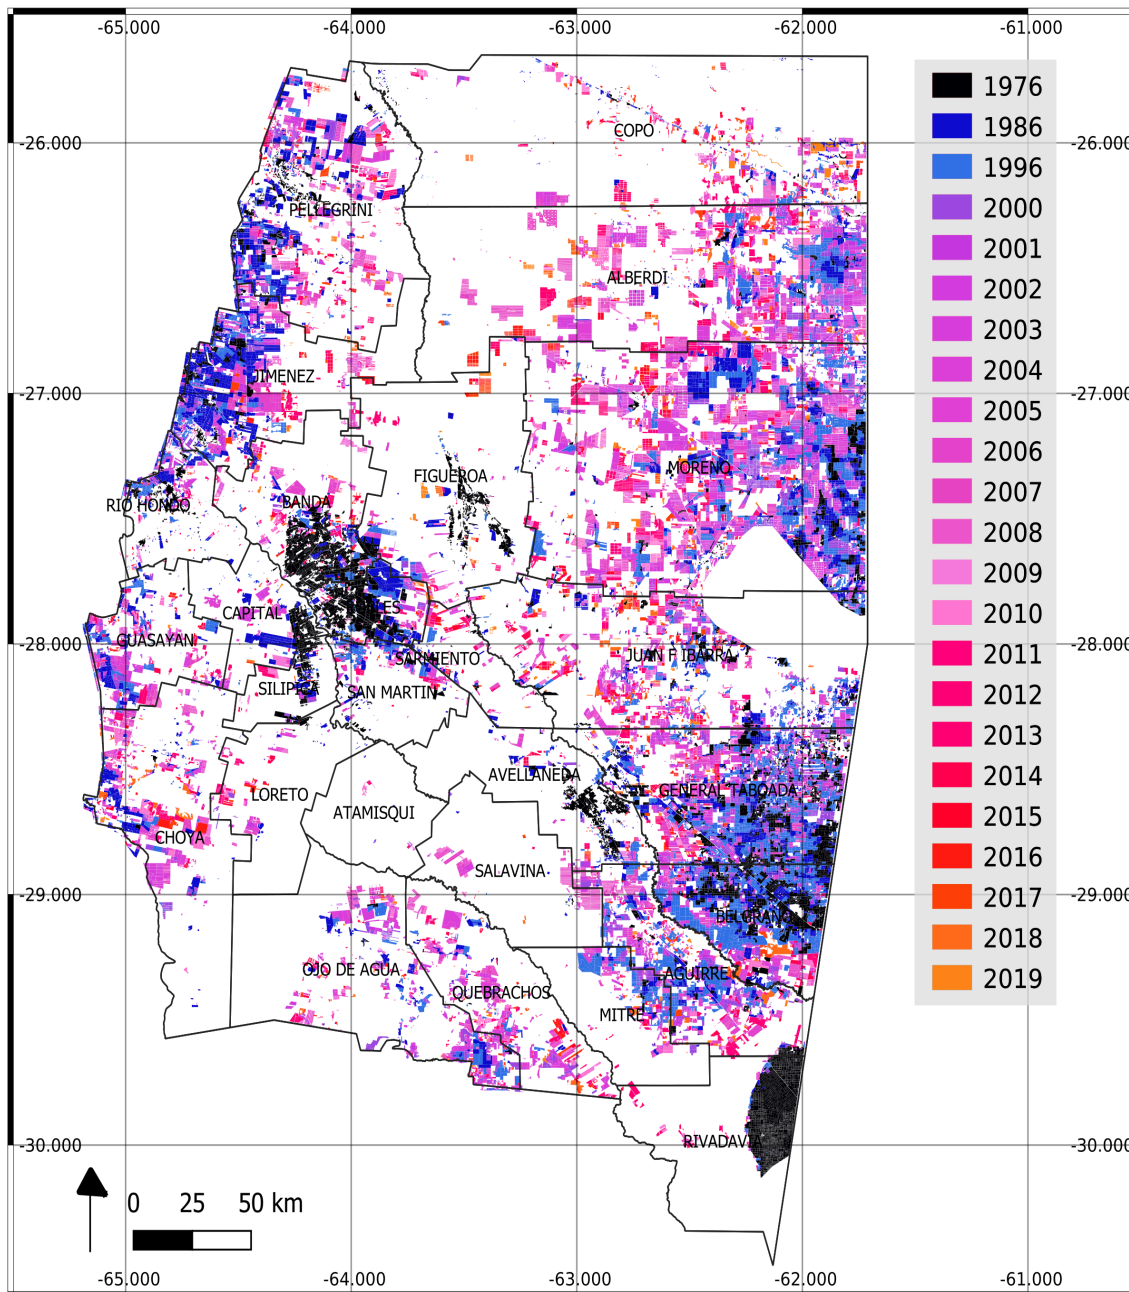 -65.000 -64.000 -63.000 -62.000 -61.000
1976
1986
1996
2000
2001
2002
2003
2004
2005
2006
2007
2008
2009
2010
2011
2012
2013
2014
2015
2016
2017
2018
2019
COPO
-26.000 -26.000
PELLEGRINI
ALBERDI
JIMENEZ
-27.000 -27.000
MORENO
FIGUEROA
RIO HONDO
BANDA
CAPITAL
GUASAYAN
-28.000 -28.000
JUAN F IBARRA
SARMIENTO
SILIPICA
SAN MARTIN
AVELLANEDA
LORETO
GENERAL TABOADA
ATAMISQUI
CHOYA
SALAVINA
-29.000 -29.000
BELGRANO
OJO DE AGUA
AGUIRRE
QUEBRACHOS
MITRE
RIVADAVIA
-30.000 -30.000
0 25 50 km
-65.000 -64.000 -63.000 -62.000 -61.000